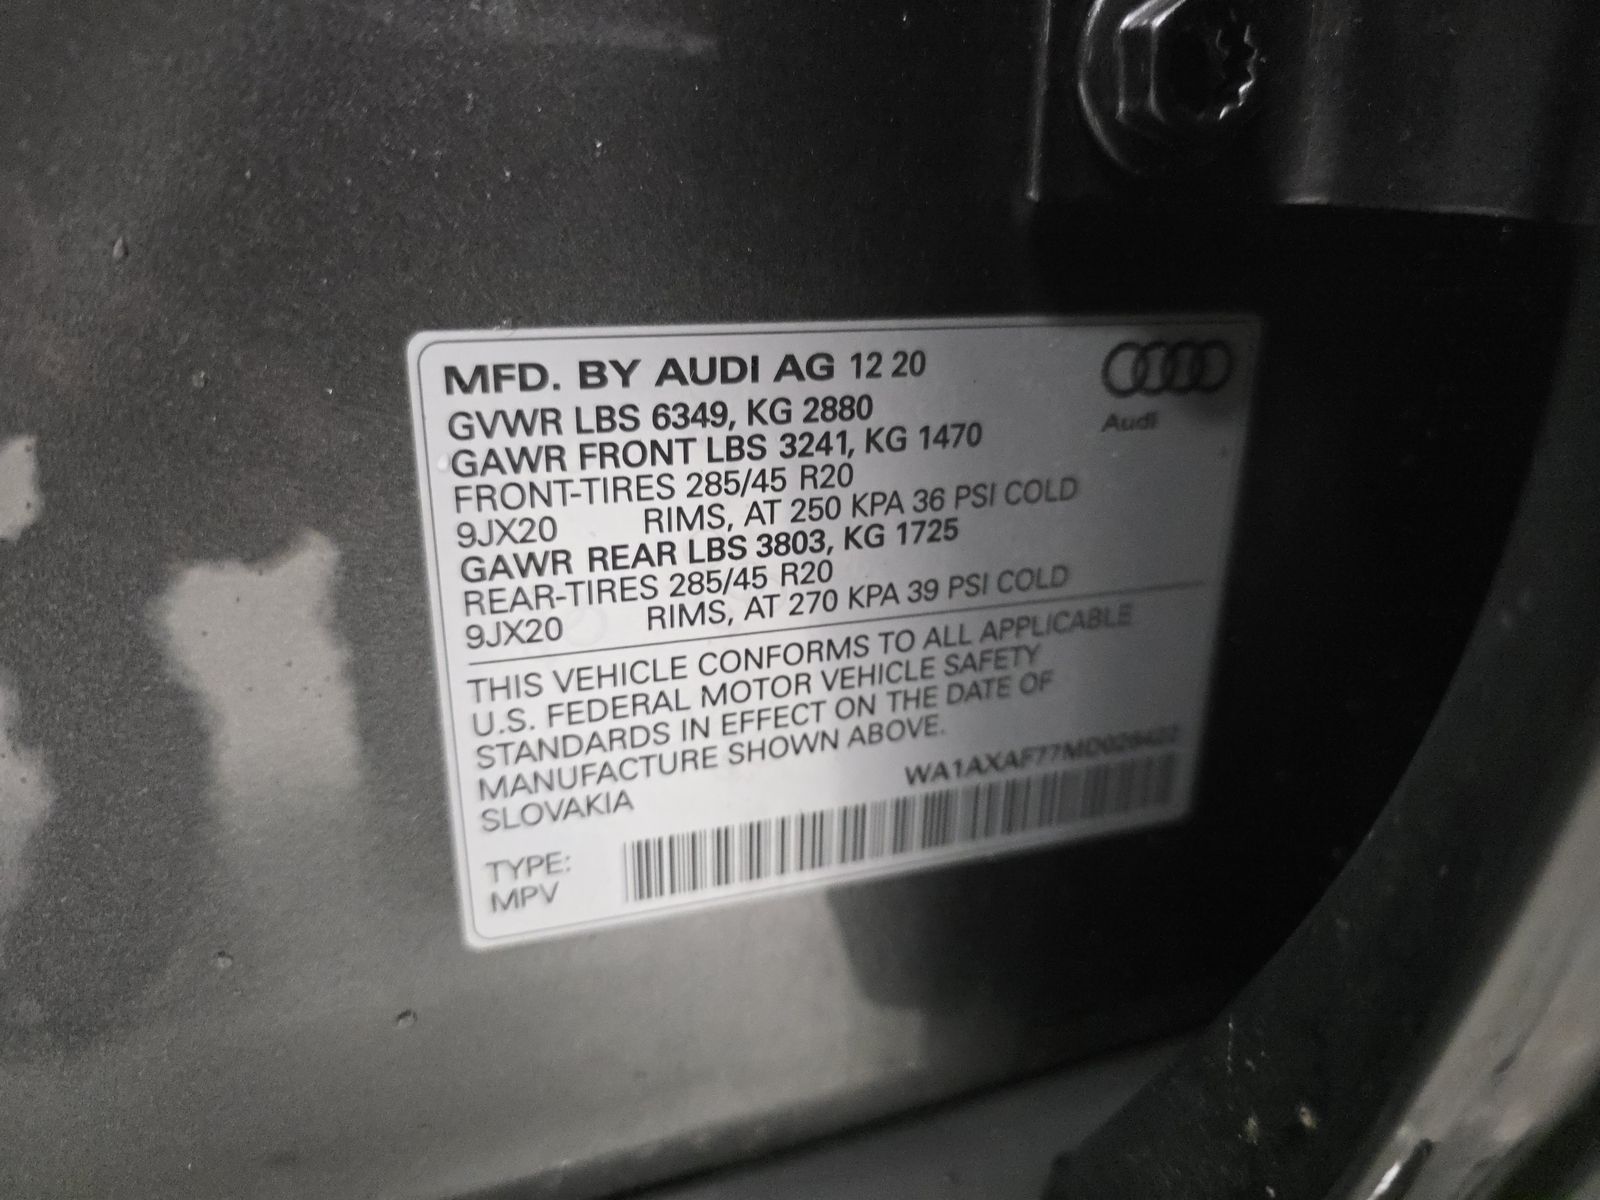 MFD. BY AUDI AG 12 20
Audi
GVWR LBS 6349, KG 2880
GAWR FRONT LBS 3241, KG 1470
FRONT-TIRES 285/45 R20
9JX20 RIMS, AT 250 KPA 36 PSI COLD
GAWR REAR LBS 3803, KG 1725
REAR-TIRES 285/45 R20
9JX20 RIMS, AT 270 KPA 39 PSI COLD
THIS VEHICLE CONFORMS TO ALL APPLICABLE
U.S. FEDERAL MOTOR VEHICLE SAFETY
STANDARDS IN EFFECT ON THE DATE OF
MANUFACTURE SHOWN ABOVE.
SLOVAKIA
TYPE:
MPV